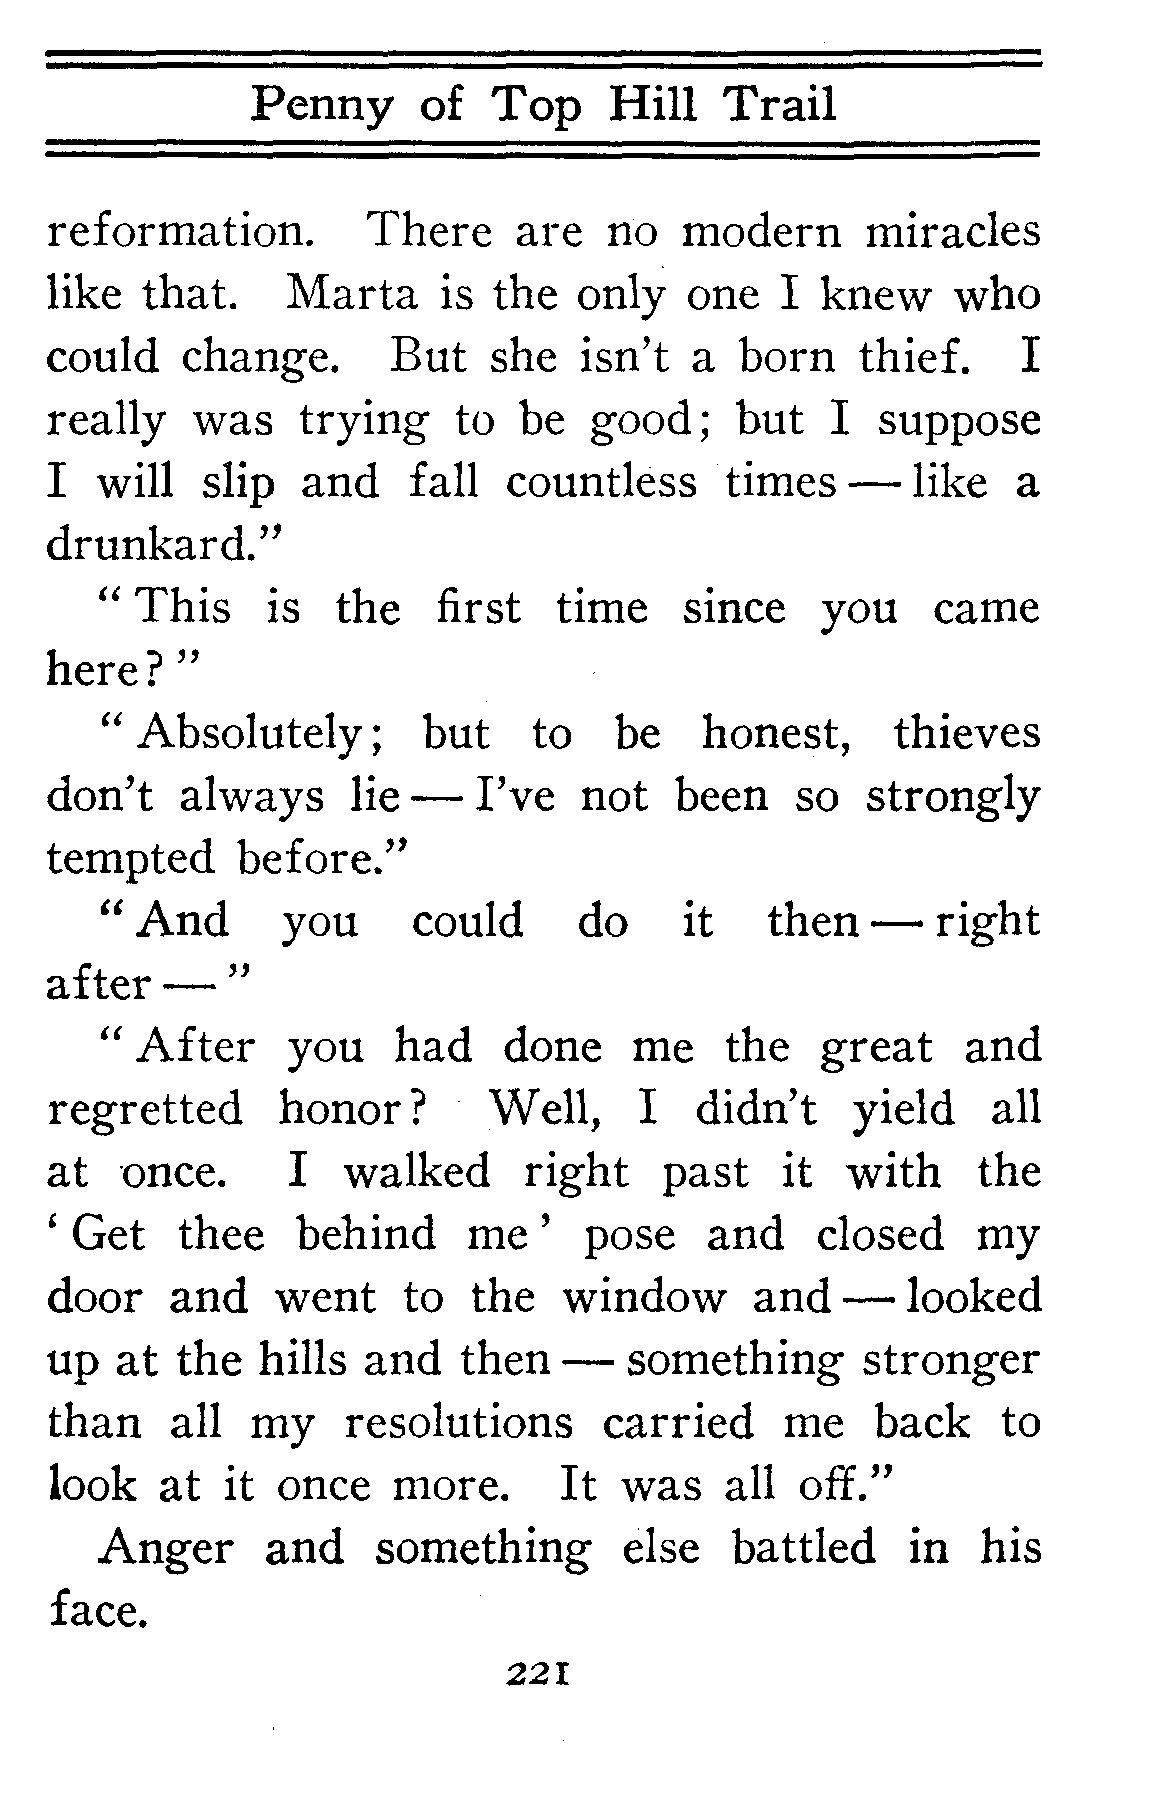 Penny of Top Hill Trail
reformation. There are no modern miracles
like that. Marta is the only one I knew who
could change. But she isn't a born thief. I
really was trying to be good; but I suppose
I will slip and fall countless times — like a
drunkard."
" This is the first time since you came
here? "
" Absolutely; but to be honest, thieves
don't always lie — I've not been so strongly
tempted before."
" And you could do it then — right
after — "
" After you had done me the great and
regretted honor? Well, I didn't yield all
at once. I walked right past it with the
' Get thee behind me ' pose and closed my
door and went to the window and — looked
up at the hills and then — something stronger
than all my resolutions carried me back to
look at it once more. It was all off."
Anger and something else battled in his
face.
221